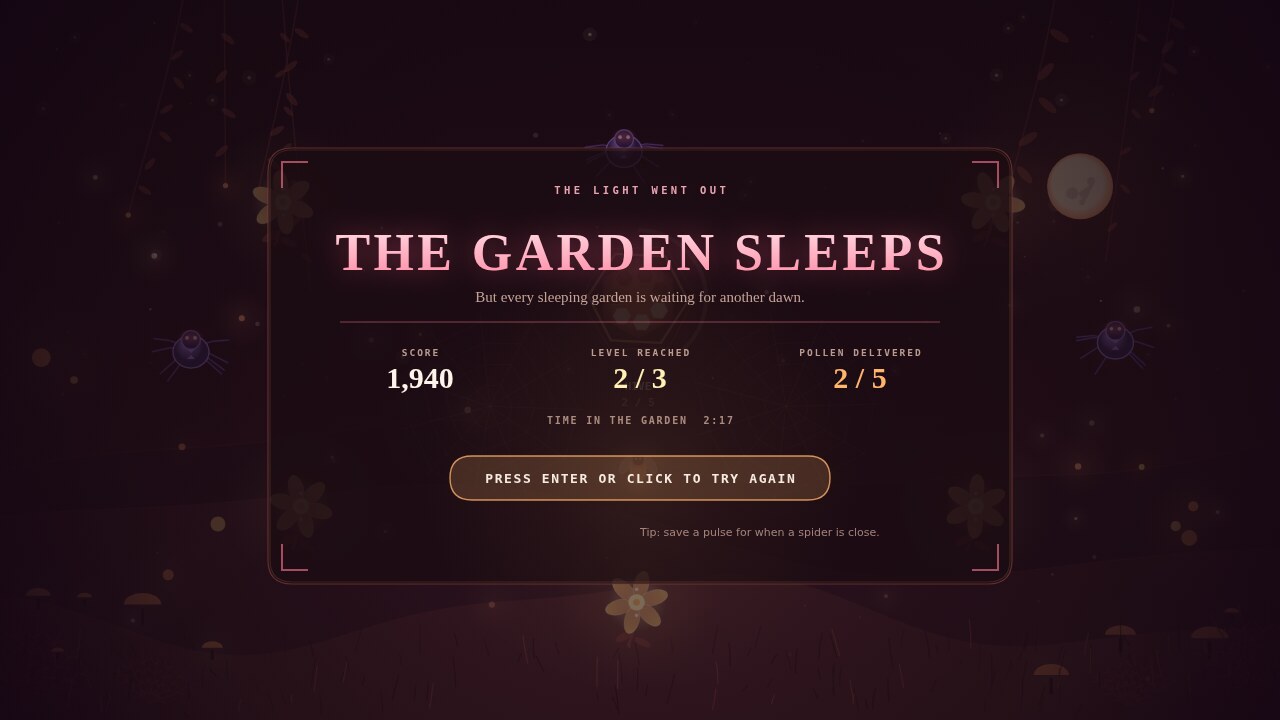 THE LIGHT WENT OUT
THE GARDEN SLEEPS
But every sleeping garden is waiting for another dawn.
SCORE
LEVEL REACHED
POLLEN DELIVERED
1,940
2 / 3
2 / 5
2 / 5
TIME IN THE GARDEN 2:17
PRESS ENTER OR CLICK TO TRY AGAIN
Tip: save a pulse for when a spider is close.